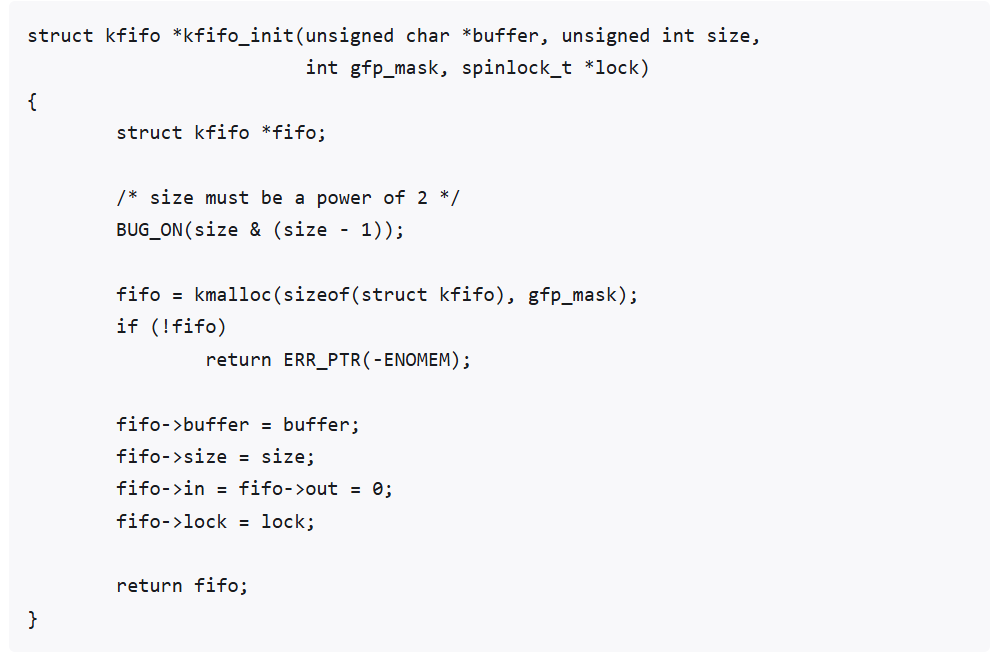 struct kfifo *kfifo_init(unsigned char *buffer, unsigned int size,
                         int gfp_mask, spinlock_t *lock)
{
        struct kfifo *fifo;

        /* size must be a power of 2 */
        BUG_ON(size & (size - 1));

        fifo = kmalloc(sizeof(struct kfifo), gfp_mask);
        if (!fifo)
                return ERR_PTR(-ENOMEM);

        fifo->buffer = buffer;
        fifo->size = size;
        fifo->in = fifo->out = 0;
        fifo->lock = lock;

        return fifo;
}